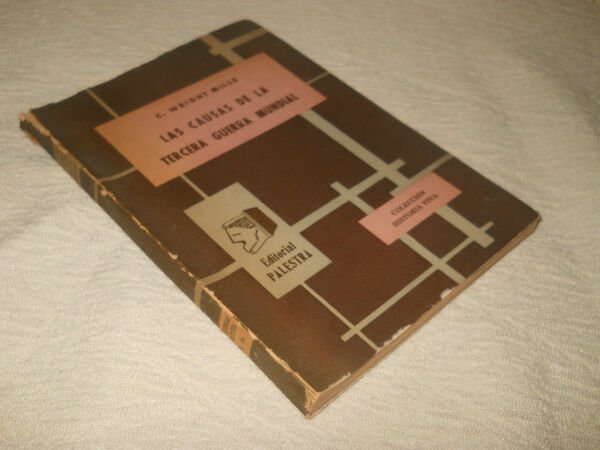 C. WRIGHT MILLS
LAS CAUSAS DE LA
TERCERA GUERRA MUNDIAL
COLECCION
HISTORIA VIVA
Editorial
PALESTRA